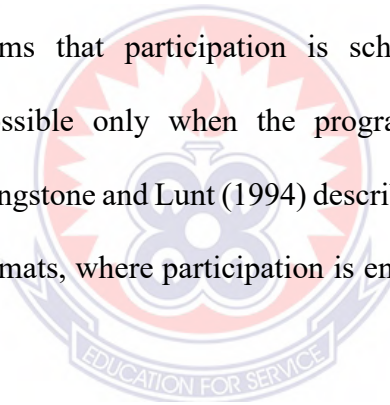 ms that participation is sch
ssible only when the progra
ngstone and Lunt (1994) describ
mats, where participation is en
EDUCATION FOR SERVICE